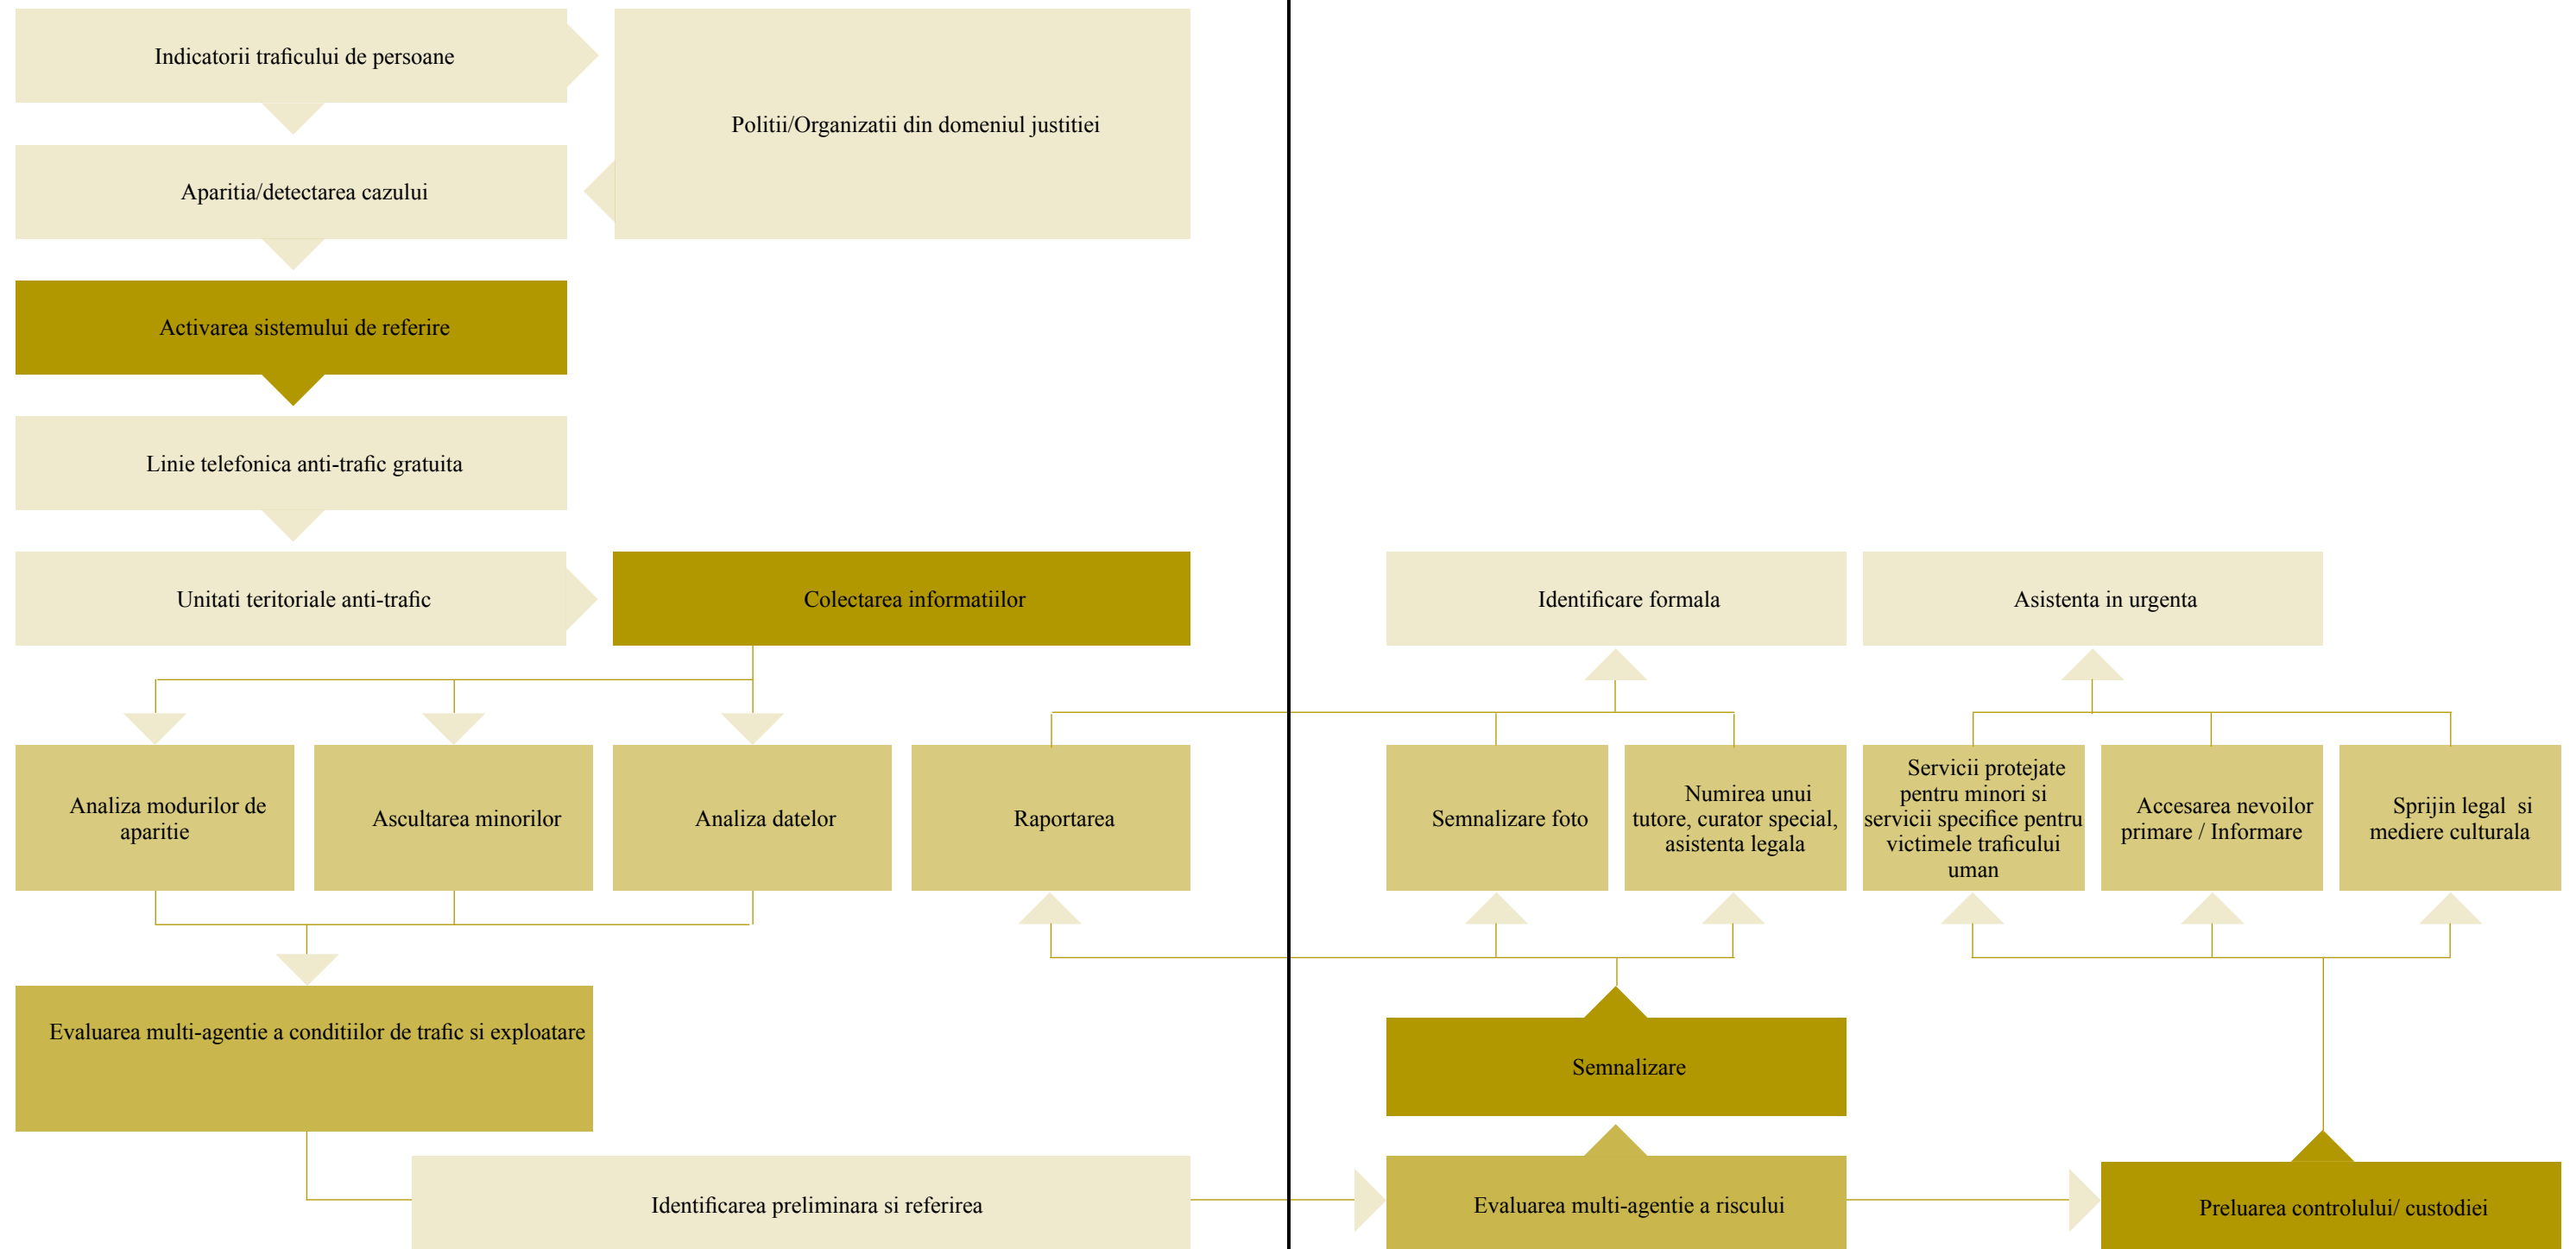 Indicatorii traficului de persoane
Politii/Organizatii din domeniul justitiei
Aparitia/detectarea cazului
Activarea sistemului de referire
Linie telefonica anti-trafic gratuita
Unitati teritoriale anti-trafic
Colectarea informatiilor
Identificare formala
Asistenta in urgenta
Analiza modurilor de
aparitie
Ascultarea minorilor
Analiza datelor
Raportarea
Semnalizare foto
Numirea unui
tutore, curator special,
asistenta legala
Servicii protejate
pentru minori si
servicii specifice pentru
victimele traficului
uman
Accesarea nevoilor
primare / Informare
Sprijin legal si
mediere culturala
Evaluarea multi-agentie a conditiilor de trafic si exploatare
Semnalizare
Identificarea preliminara si referirea
Evaluarea multi-agentie a riscului
Preluarea controlului/ custodiei